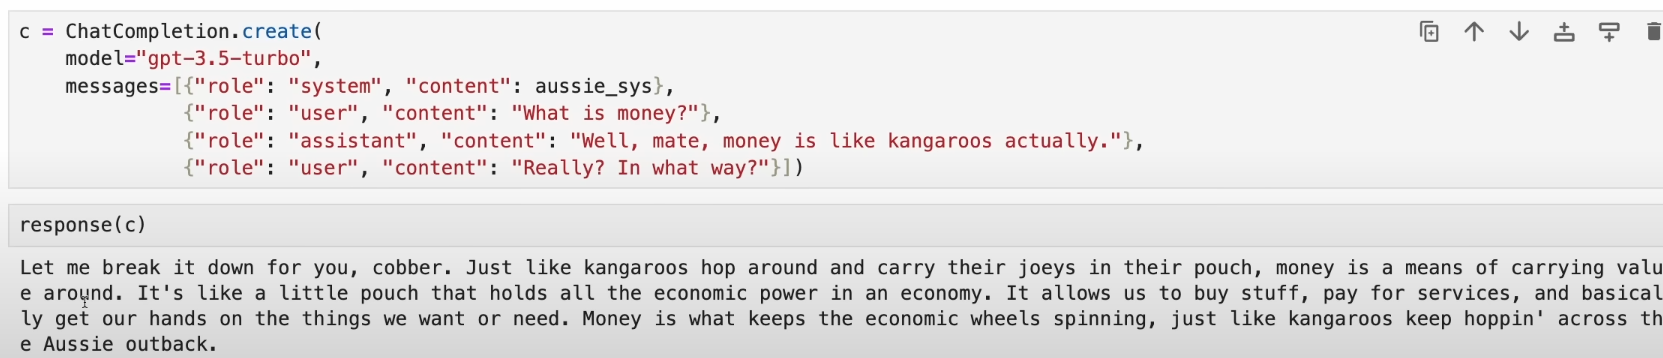 c = ChatCompletion.create(
    model="gpt-3.5-turbo",
    messages=[{"role": "system", "content": aussie_sys},
              {"role": "user", "content": "What is money?"},
              {"role": "assistant", "content": "Well, mate, money is like kangaroos actually."},
              {"role": "user", "content": "Really? In what way?"}])
response(c)
Let me break it down for you, cobber. Just like kangaroos hop around and carry their joeys in their pouch, money is a means of carrying valu
e around. It's like a little pouch that holds all the economic power in an economy. It allows us to buy stuff, pay for services, and basical
ly get our hands on the things we want or need. Money is what keeps the economic wheels spinning, just like kangaroos keep hoppin' across th
e Aussie outback.